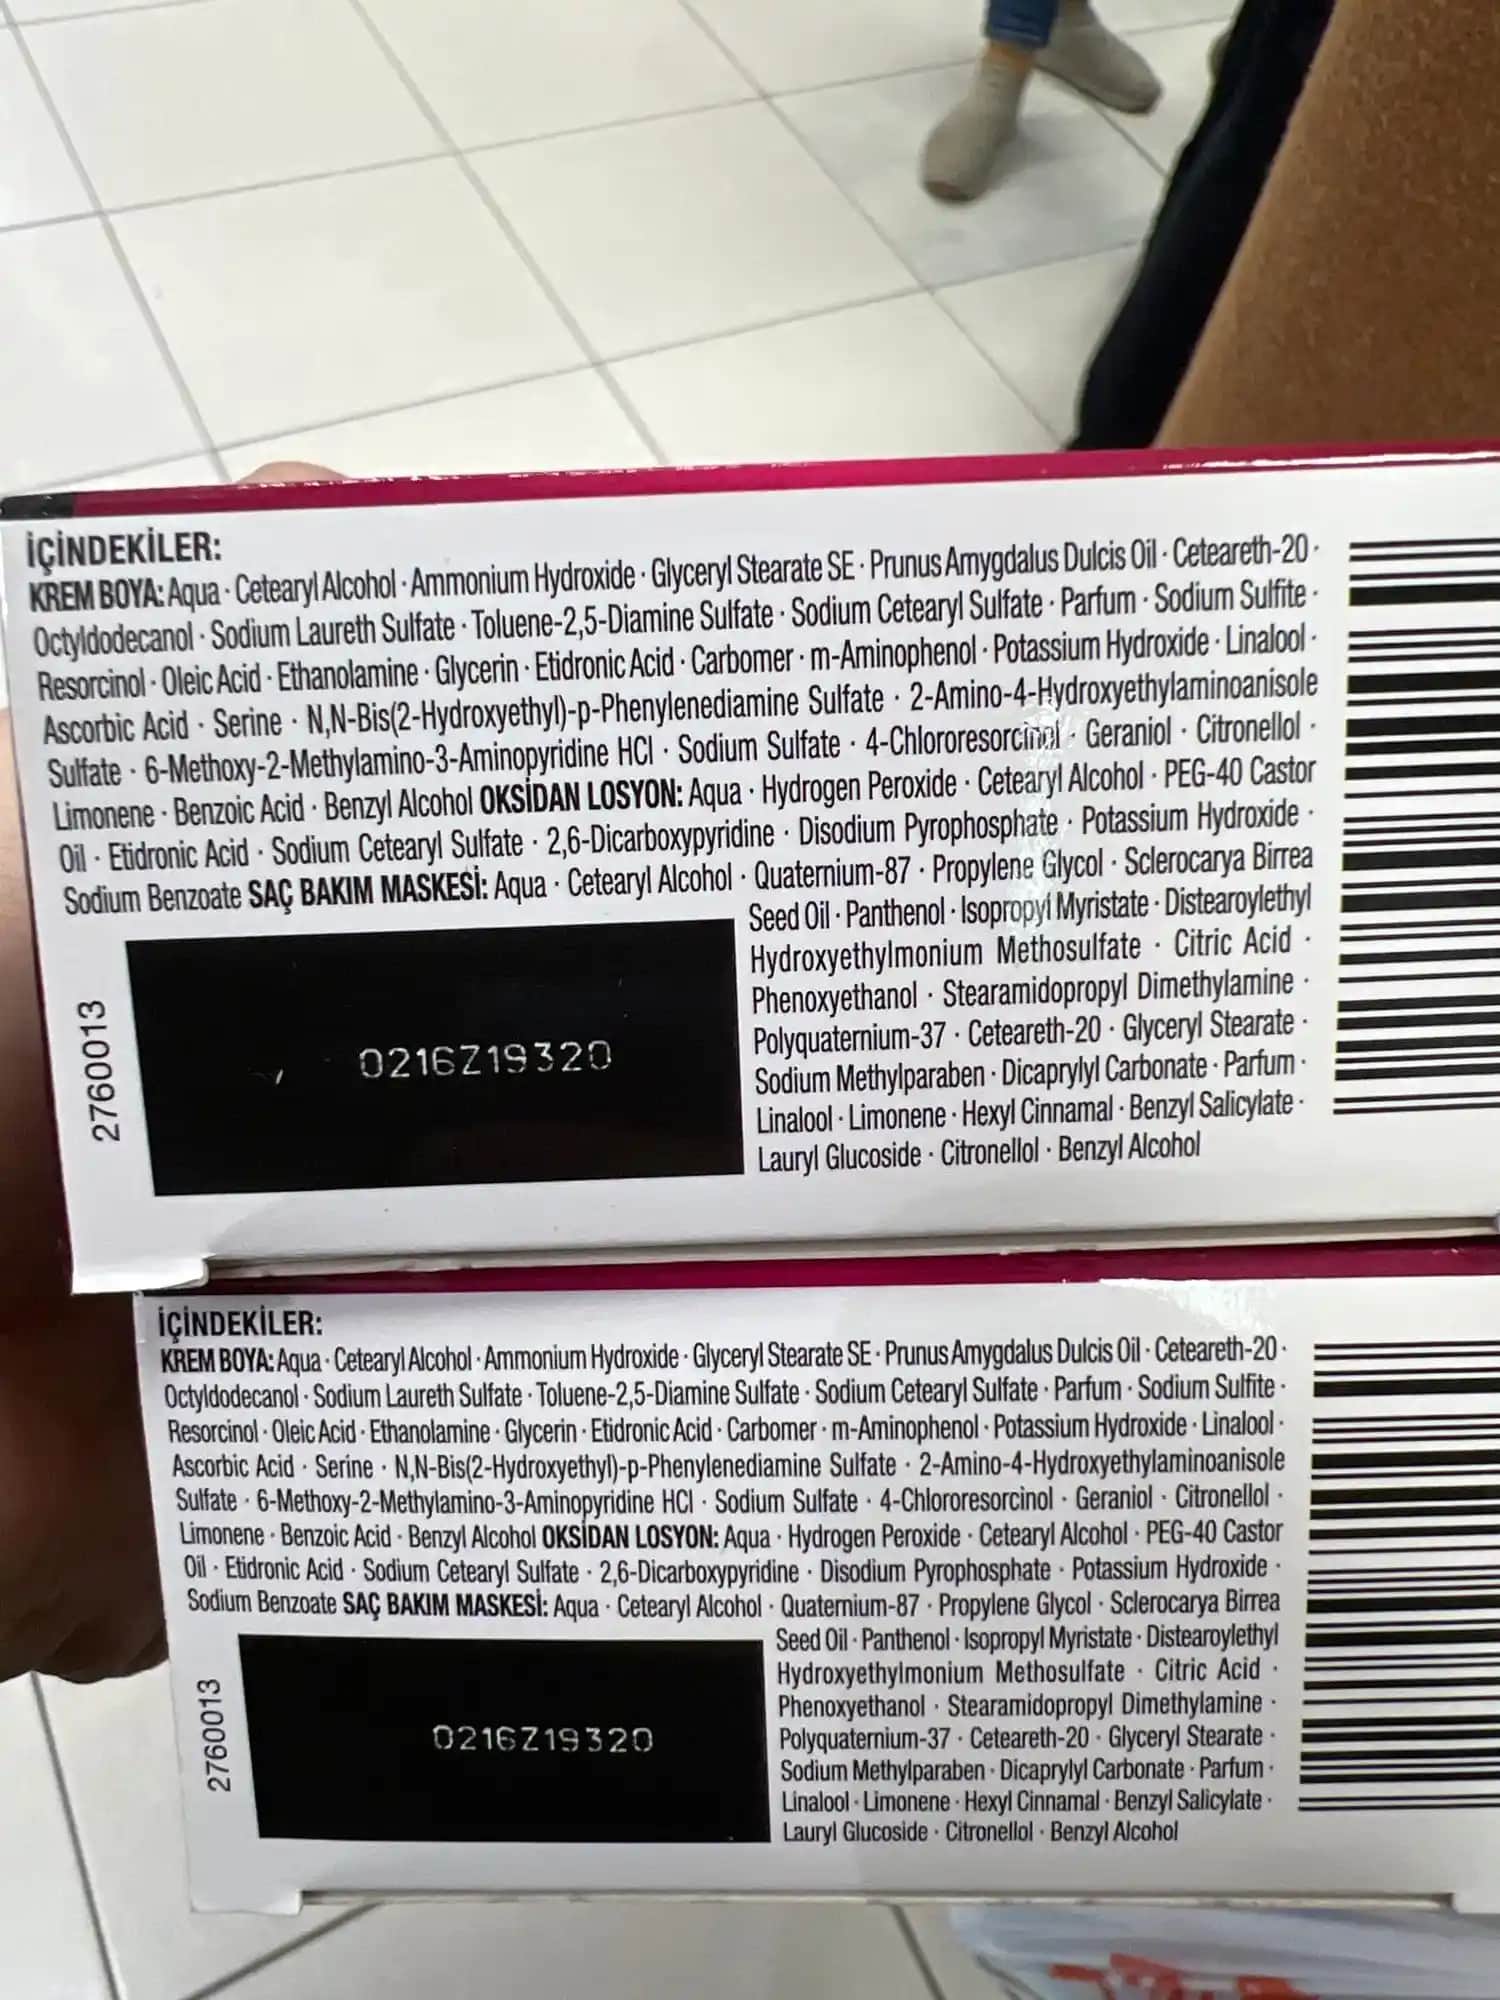 İÇİNDEKİLER:
KREM BOYA: Aqua · Cetearyl Alcohol · Ammonium Hydroxide · Glyceryl Stearate SE · Prunus Amygdalus Dulcis Oil · Ceteareth-20 ·
Octyldodecanol · Sodium Laureth Sulfate · Toluene-2,5-Diamine Sulfate · Sodium Cetearyl Sulfate · Parfum · Sodium Sulfite ·
Resorcinol · Oleic Acid · Ethanolamine · Glycerin · Etidronic Acid · Carbomer · m-Aminophenol · Potassium Hydroxide · Linalool ·
Ascorbic Acid · Serine · N,N-Bis(2-Hydroxyethyl)-p-Phenylenediamine Sulfate · 2-Amino-4-Hydroxyethylaminoanisole
Sulfate · 6-Methoxy-2-Methylamino-3-Aminopyridine HCl · Sodium Sulfate · 4-Chlororesorcinol · Geraniol · Citronellol ·
Limonene · Benzoic Acid · Benzyl Alcohol OKSİDAN LOSYON: Aqua · Hydrogen Peroxide · Cetearyl Alcohol · PEG-40 Castor
Oil · Etidronic Acid · Sodium Cetearyl Sulfate · 2,6-Dicarboxypyridine · Disodium Pyrophosphate · Potassium Hydroxide ·
Sodium Benzoate SAÇ BAKIM MASKESİ: Aqua · Cetearyl Alcohol · Quaternium-87 · Propylene Glycol · Sclerocarya Birrea
Seed Oil · Panthenol · Isopropyl Myristate · Distearoylethyl
Hydroxyethylmonium Methosulfate · Citric Acid ·
Phenoxyethanol · Stearamidopropyl Dimethylamine ·
Polyquaternium-37 · Ceteareth-20 · Glyceryl Stearate ·
Sodium Methylparaben · Dicaprylyl Carbonate · Parfum ·
Linalool · Limonene · Hexyl Cinnamal · Benzyl Salicylate ·
Lauryl Glucoside · Citronellol · Benzyl Alcohol
2760013
0216Z19320
İÇİNDEKİLER:
KREM BOYA: Aqua · Cetearyl Alcohol · Ammonium Hydroxide · Glyceryl Stearate SE · Prunus Amygdalus Dulcis Oil · Ceteareth-20 ·
Octyldodecanol · Sodium Laureth Sulfate · Toluene-2,5-Diamine Sulfate · Sodium Cetearyl Sulfate · Parfum · Sodium Sulfite ·
Resorcinol · Oleic Acid · Ethanolamine · Glycerin · Etidronic Acid · Carbomer · m-Aminophenol · Potassium Hydroxide · Linalool ·
Ascorbic Acid · Serine · N,N-Bis(2-Hydroxyethyl)-p-Phenylenediamine Sulfate · 2-Amino-4-Hydroxyethylaminoanisole
Sulfate · 6-Methoxy-2-Methylamino-3-Aminopyridine HCl · Sodium Sulfate · 4-Chlororesorcinol · Geraniol · Citronellol ·
Limonene · Benzoic Acid · Benzyl Alcohol OKSİDAN LOSYON: Aqua · Hydrogen Peroxide · Cetearyl Alcohol · PEG-40 Castor
Oil · Etidronic Acid · Sodium Cetearyl Sulfate · 2,6-Dicarboxypyridine · Disodium Pyrophosphate · Potassium Hydroxide ·
Sodium Benzoate SAÇ BAKIM MASKESİ: Aqua · Cetearyl Alcohol · Quaternium-87 · Propylene Glycol · Sclerocarya Birrea
Seed Oil · Panthenol · Isopropyl Myristate · Distearoylethyl
Hydroxyethylmonium Methosulfate · Citric Acid ·
Phenoxyethanol · Stearamidopropyl Dimethylamine ·
Polyquaternium-37 · Ceteareth-20 · Glyceryl Stearate ·
Sodium Methylparaben · Dicaprylyl Carbonate · Parfum ·
Linalool · Limonene · Hexyl Cinnamal · Benzyl Salicylate ·
Lauryl Glucoside · Citronellol · Benzyl Alcohol
2760013
0216Z19320